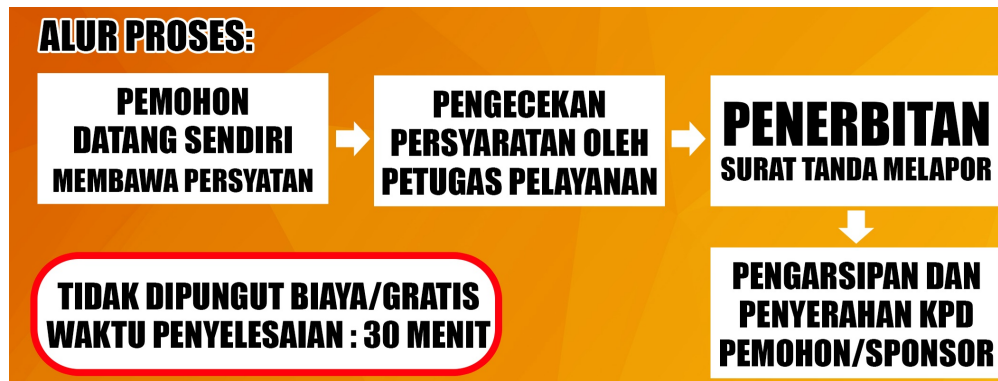 ALUR PROSES:
PEMOHON
DATANG SENDIRI
MEMBAWA PERSYATAN
PENGECEKAN
PERSYARATAN OLEH
PETUGAS PELAYANAN
PENERBITAN
SURAT TANDA MELAPOR
PENGARSIPAN DAN
PENYERAHAN KPD
PEMOHON/SPONSOR
TIDAK DIPUNGUT BIAYA/GRATIS
WAKTU PENYELESAIAN : 30 MENIT